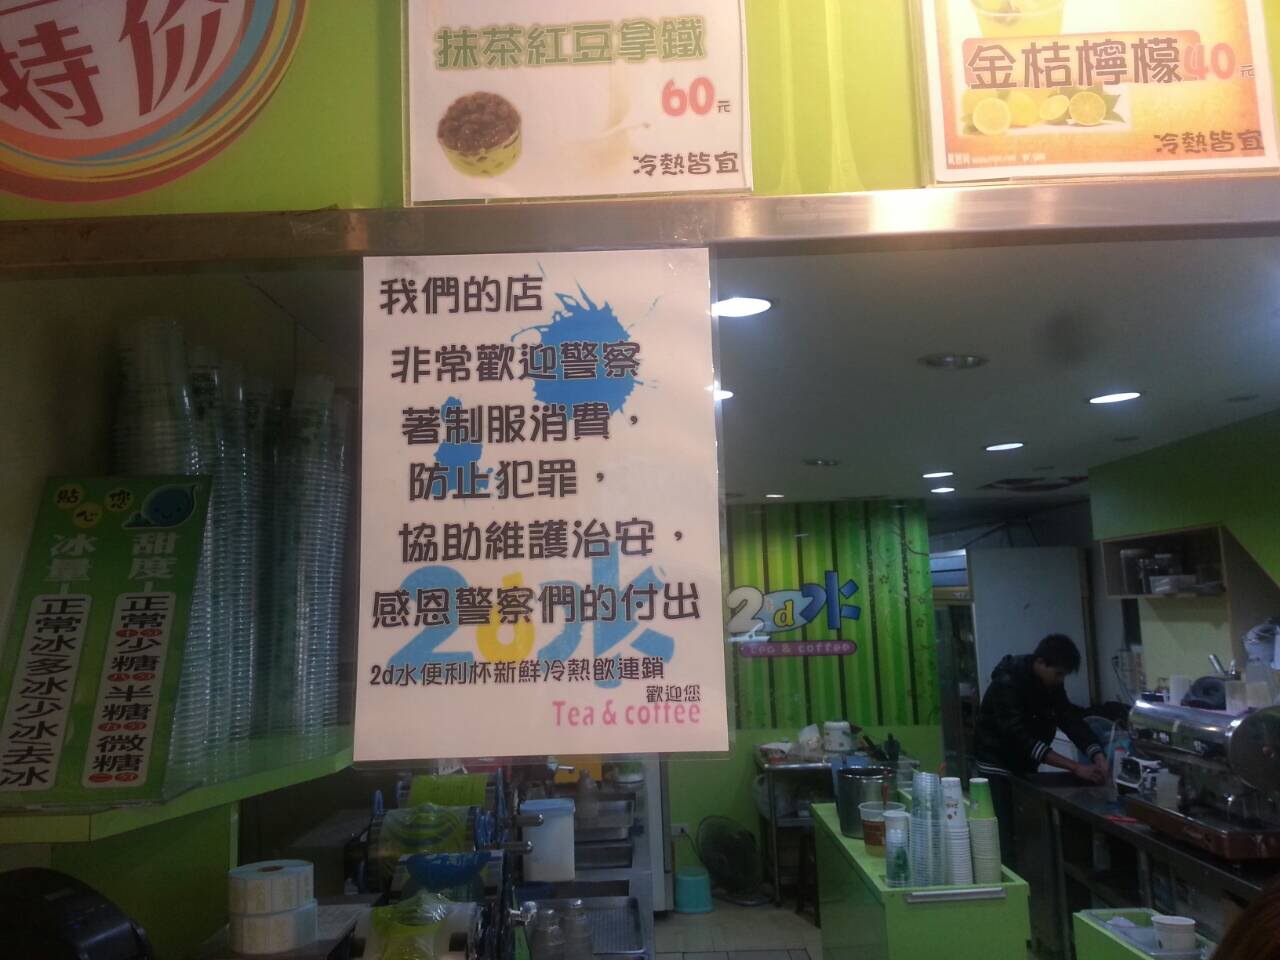 特價
抹茶紅豆拿鐵
60元
冷熱皆宜
金桔檸檬40元
冷熱皆宜
我們的店
非常歡迎警察
著制服消費，
防止犯罪，
協助維護治安，
感恩警察們的付出
2d水
2d水便利杯新鮮冷熱飲連鎖
歡迎您
Tea & coffee
貼心您
甜度-正常少糖半糖微糖
冰量-正常冰多冰少冰去冰
2d水
tea & coffee